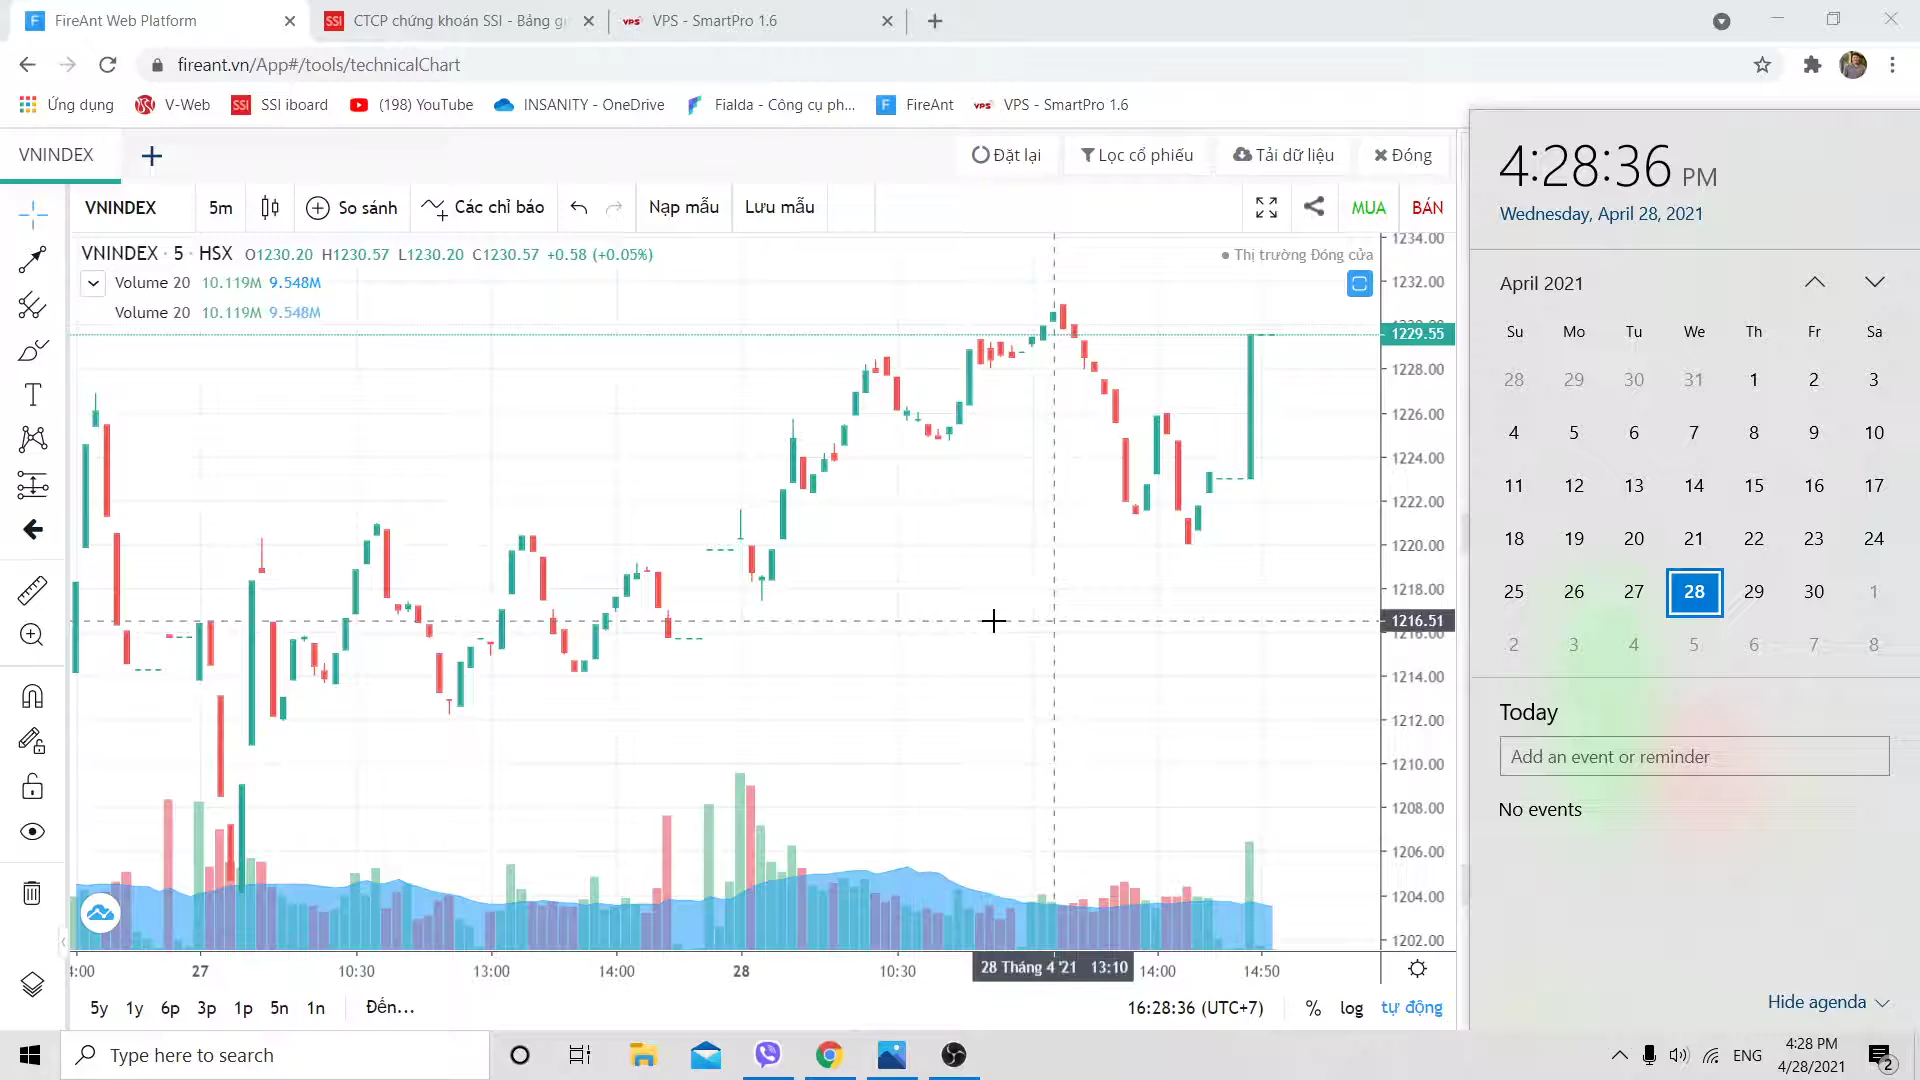 FireAnt Web Platform
CTCP chứng khoán SSI - Bảng g
VPS - SmartPro 1.6
fireant.vn/App#/tools/technicalChart
Ứng dụng
V-Web
SSI iboard
(198) YouTube
INSANITY - OneDrive
Fialda - Công cụ ph...
FireAnt
VPS - SmartPro 1.6
VNINDEX
Đặt lại
Lọc cổ phiếu
Tải dữ liệu
Đóng
VNINDEX
5m
So sánh
Các chỉ báo
Nạp mẫu
Lưu mẫu
MUA
BÁN
VNINDEX · 5 · HSX O1230.20 H1230.57 L1230.20 C1230.57 +0.58 (+0.05%)
Thị trường Đóng cửa
Volume 20 10.119M 9.548M
Volume 20 10.119M 9.548M
1234.00
1232.00
1229.55
1228.00
1226.00
1224.00
1222.00
1220.00
1218.00
1216.51
1214.00
1212.00
1210.00
1208.00
1206.00
1204.00
1202.00
27
10:30
13:00
14:00
28
10:30
28 Tháng 4 '21 13:10
14:00
14:50
5y 1y 6p 3p 1p 5n 1n Đến...
16:28:36 (UTC+7) % log tự động
4:28:36 PM
Wednesday, April 28, 2021
April 2021
Su Mo Tu We Th Fr Sa
28 29 30 31 1 2 3
4 5 6 7 8 9 10
11 12 13 14 15 16 17
18 19 20 21 22 23 24
25 26 27 28 29 30 1
2 3 4 5 6 7 8
Today
Add an event or reminder
No events
Hide agenda
Type here to search
ENG
4:28 PM
4/28/2021
2